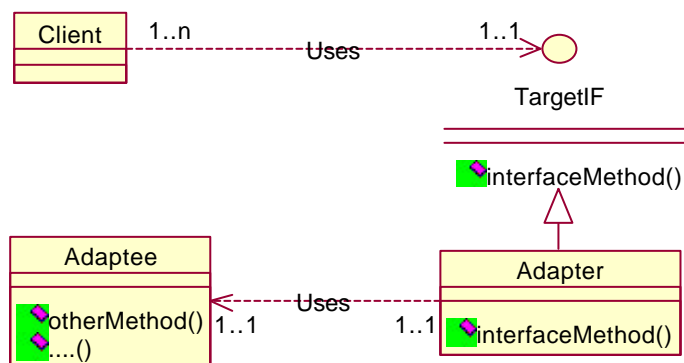 Client
1..n
1..1
Uses
TargetIF
interfaceMethod()
Adaptee
Adapter
Uses
otherMethod()
1..1
1..1
interfaceMethod()
....()